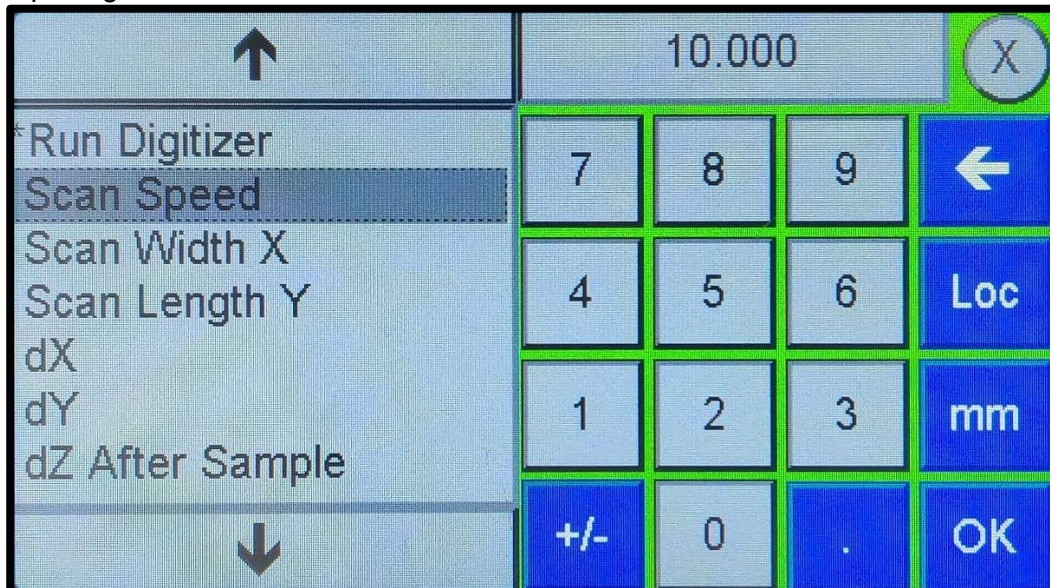 10.000
X
*Run Digitizer
Scan Speed
Scan Width X
Scan Length Y
dX
dY
dZ After Sample
7 8 9
4 5 6 Loc
1 2 3 mm
+/- 0 . OK